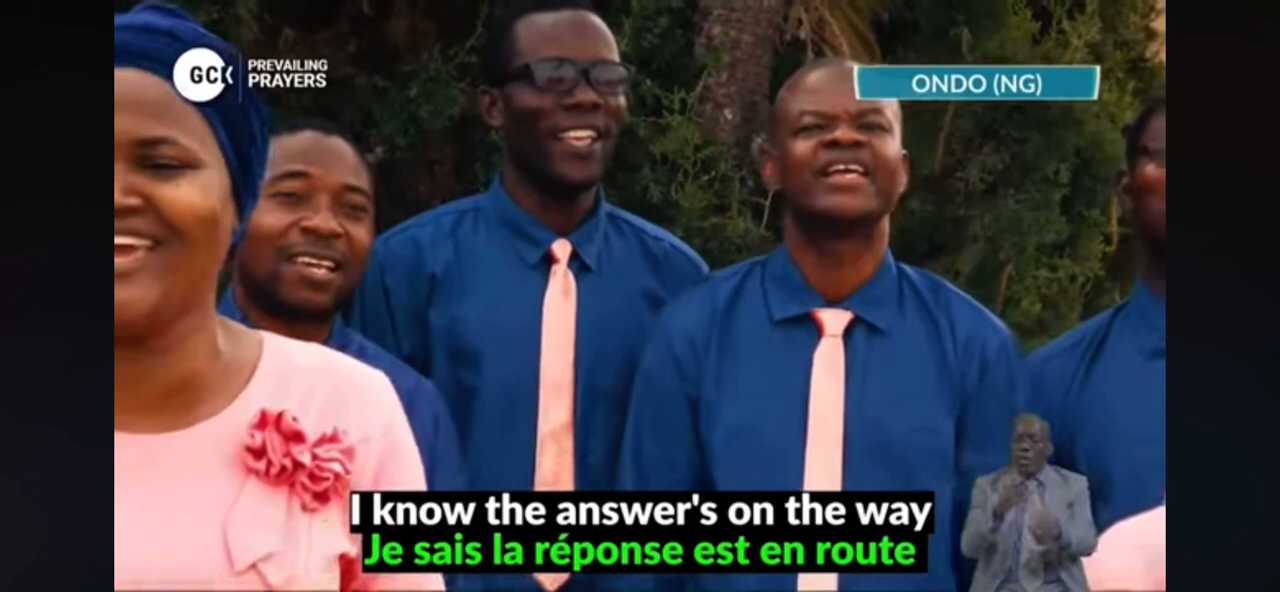 GCK
PREVAILING
PRAYERS
ONDO (NG)
I know the answer's on the way
Je sais la réponse est en route